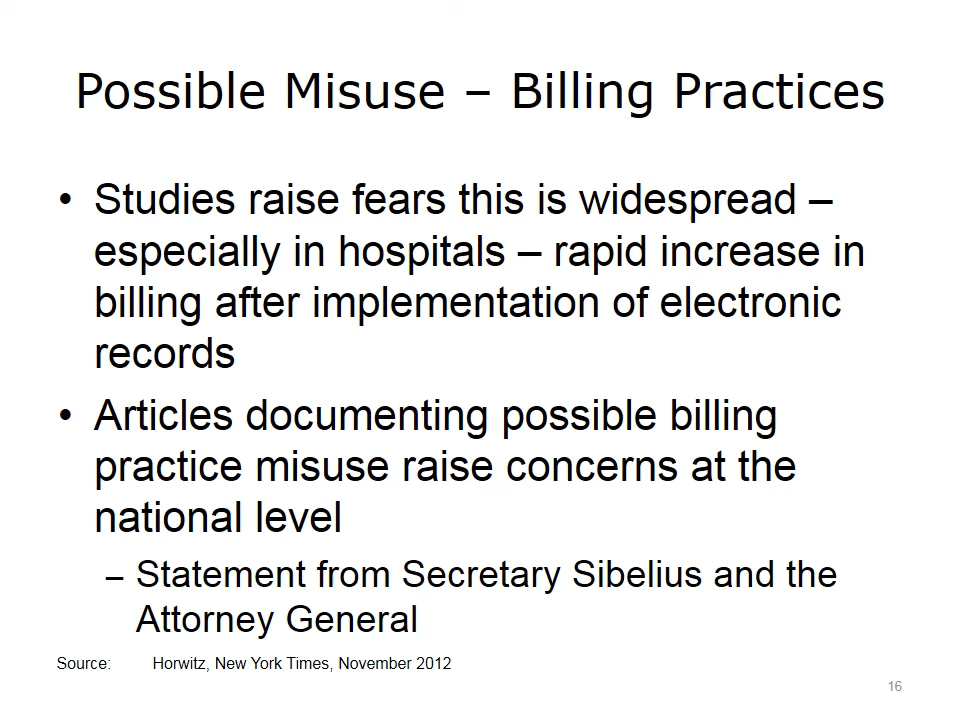 Possible Misuse – Billing Practices
• Studies raise fears this is widespread –
especially in hospitals – rapid increase in
billing after implementation of electronic
records
• Articles documenting possible billing
practice misuse raise concerns at the
national level
– Statement from Secretary Sibelius and the
Attorney General
Source: Horwitz, New York Times, November 2012
16